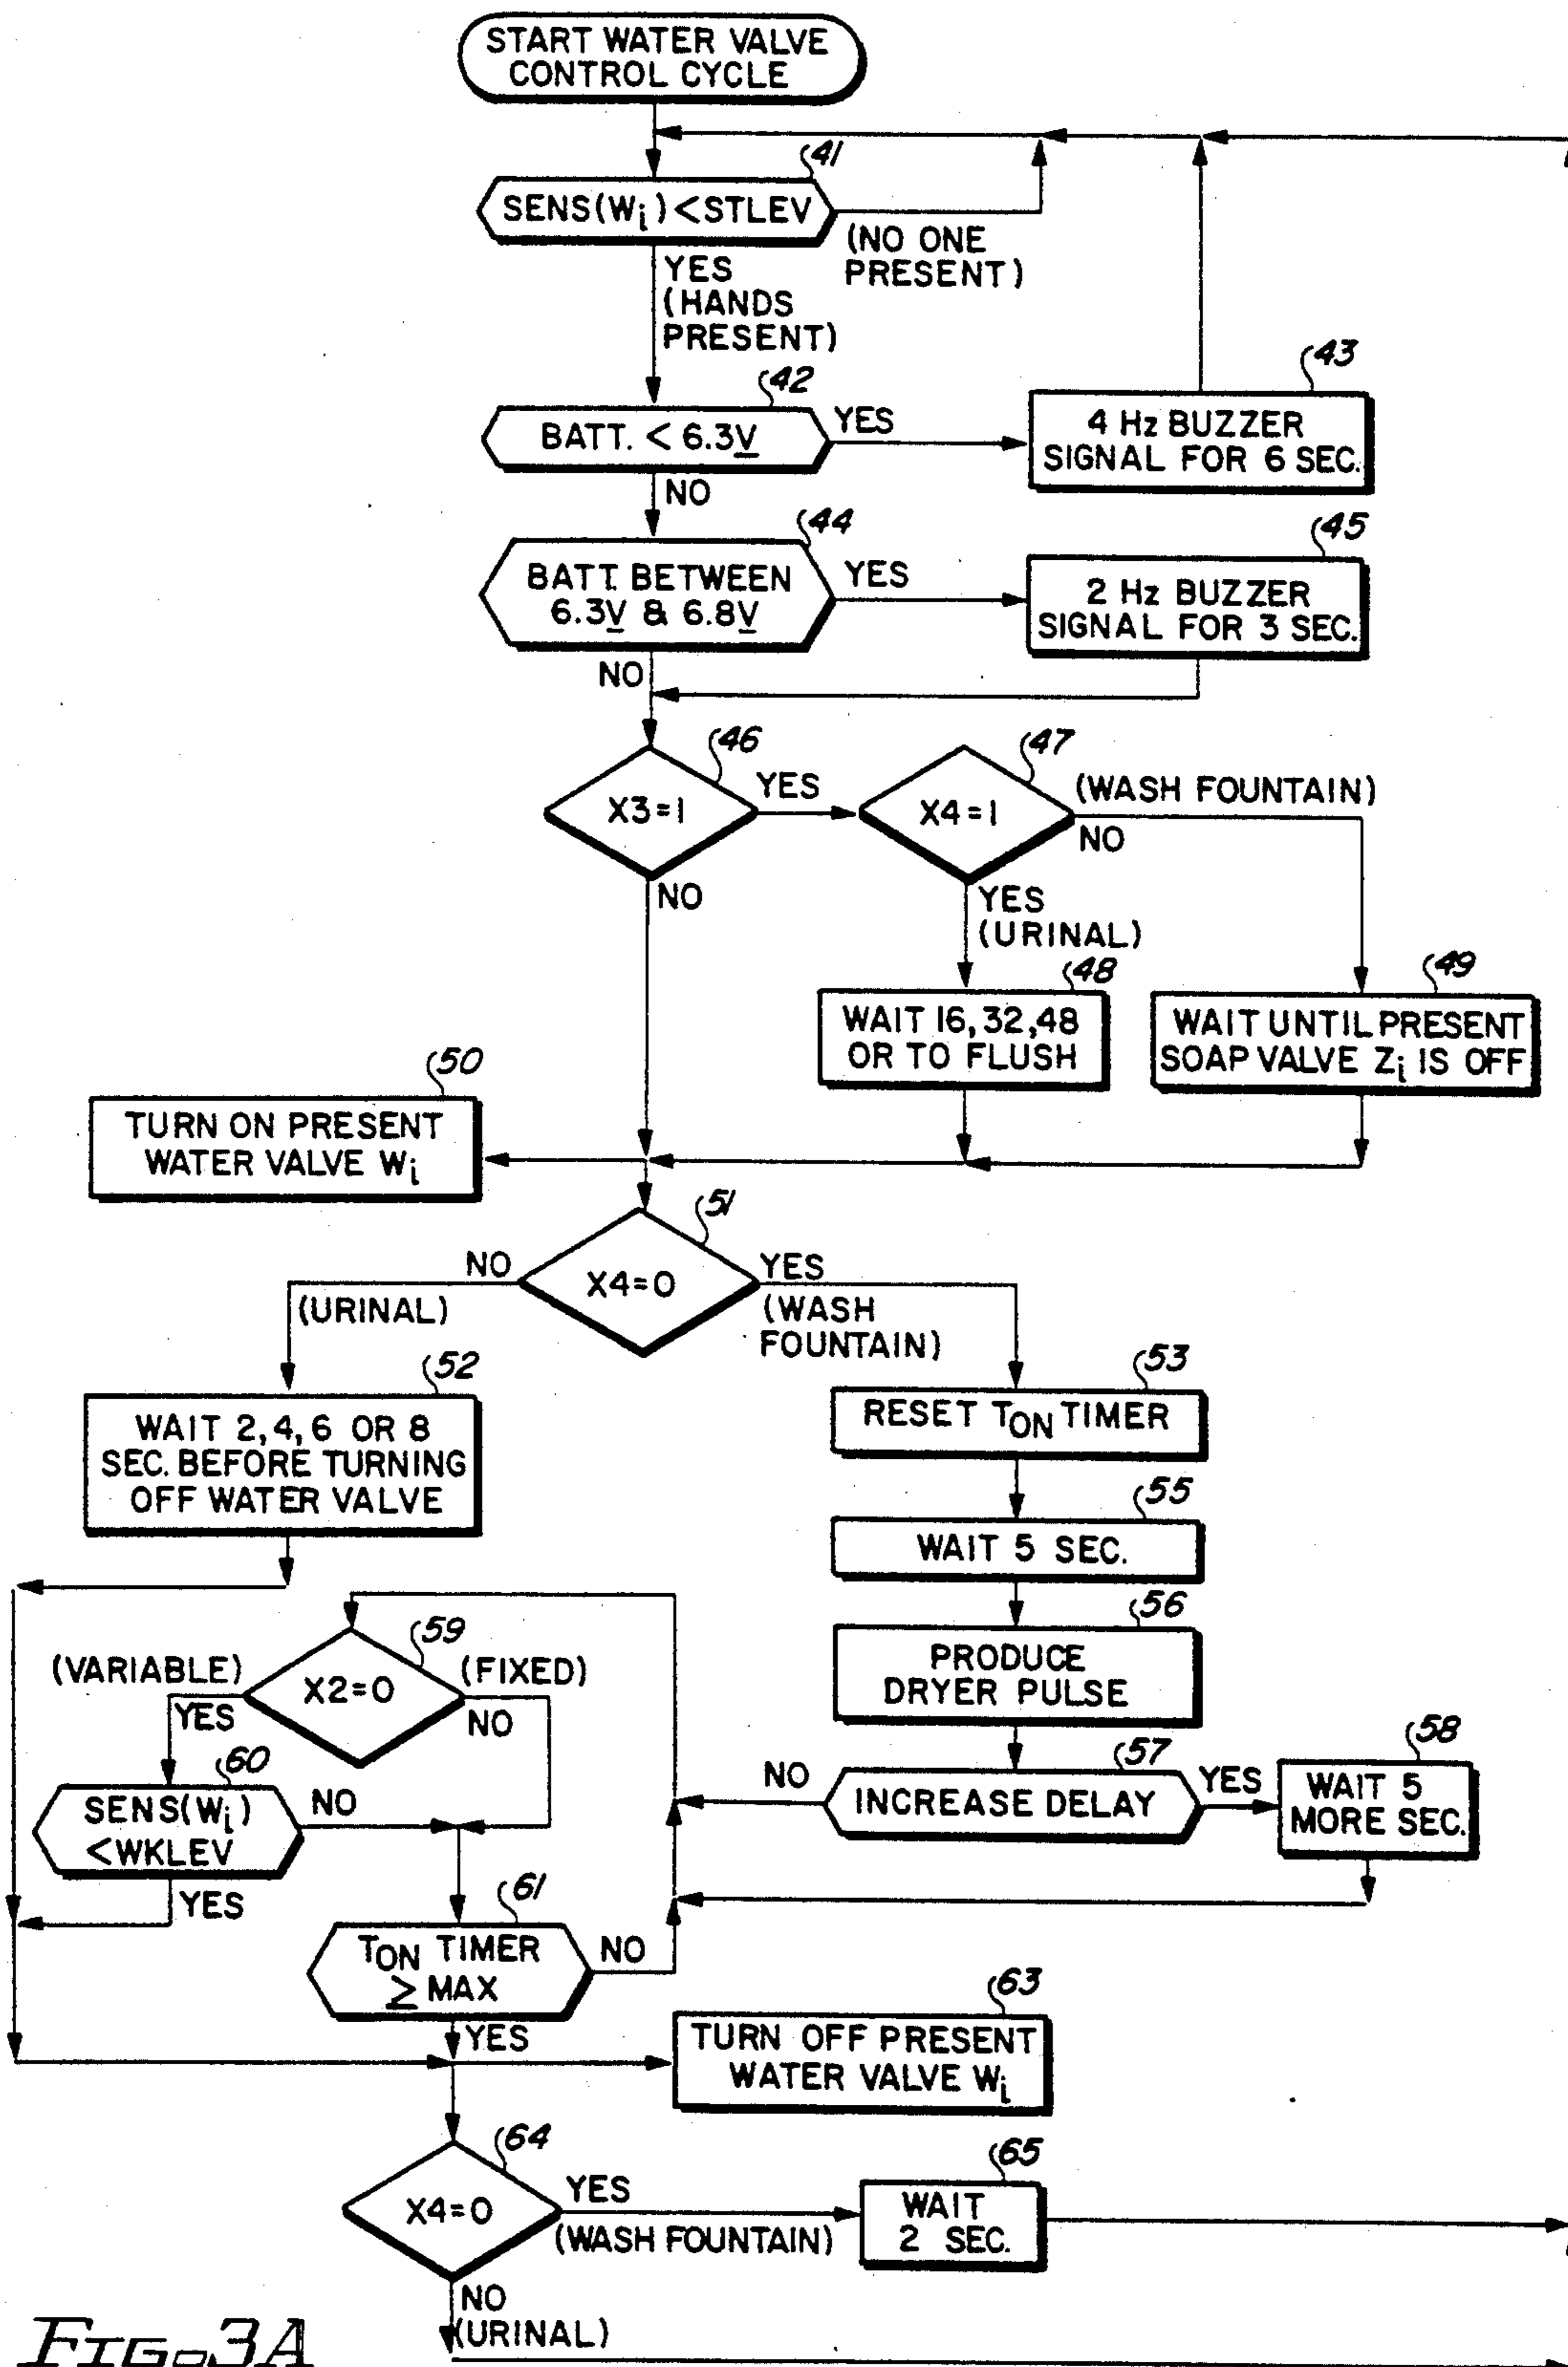 START WATER VALVE
CONTROL CYCLE
41
SENS(Wi)<STLEV
(NO ONE
PRESENT)
YES
(HANDS
PRESENT)
42
BATT. < 6.3V
YES
43
4 Hz BUZZER
SIGNAL FOR 6 SEC.
NO
44
BATT. BETWEEN
6.3V & 6.8V
YES
45
2 Hz BUZZER
SIGNAL FOR 3 SEC.
NO
46
X3=1
YES
47
X4=1
(WASH FOUNTAIN)
NO
NO
YES
(URINAL)
48
WAIT 16,32,48
OR TO FLUSH
49
WAIT UNTIL PRESENT
SOAP VALVE Zi IS OFF
50
TURN ON PRESENT
WATER VALVE Wi
51
X4=0
NO
(URINAL)
YES
(WASH
FOUNTAIN)
52
WAIT 2,4,6 OR 8
SEC. BEFORE TURNING
OFF WATER VALVE
53
RESET TON TIMER
55
WAIT 5 SEC.
56
PRODUCE
DRYER PULSE
57
INCREASE DELAY
NO
YES
58
WAIT 5
MORE SEC.
59
X2=0
(VARIABLE)
YES
(FIXED)
NO
60
SENS(Wi)
<WKLEV
NO
YES
61
TON TIMER
≥ MAX
NO
YES
63
TURN OFF PRESENT
WATER VALVE Wi
64
X4=0
YES
(WASH FOUNTAIN)
65
WAIT
2 SEC.
NO
(URINAL)
FIG. 3A